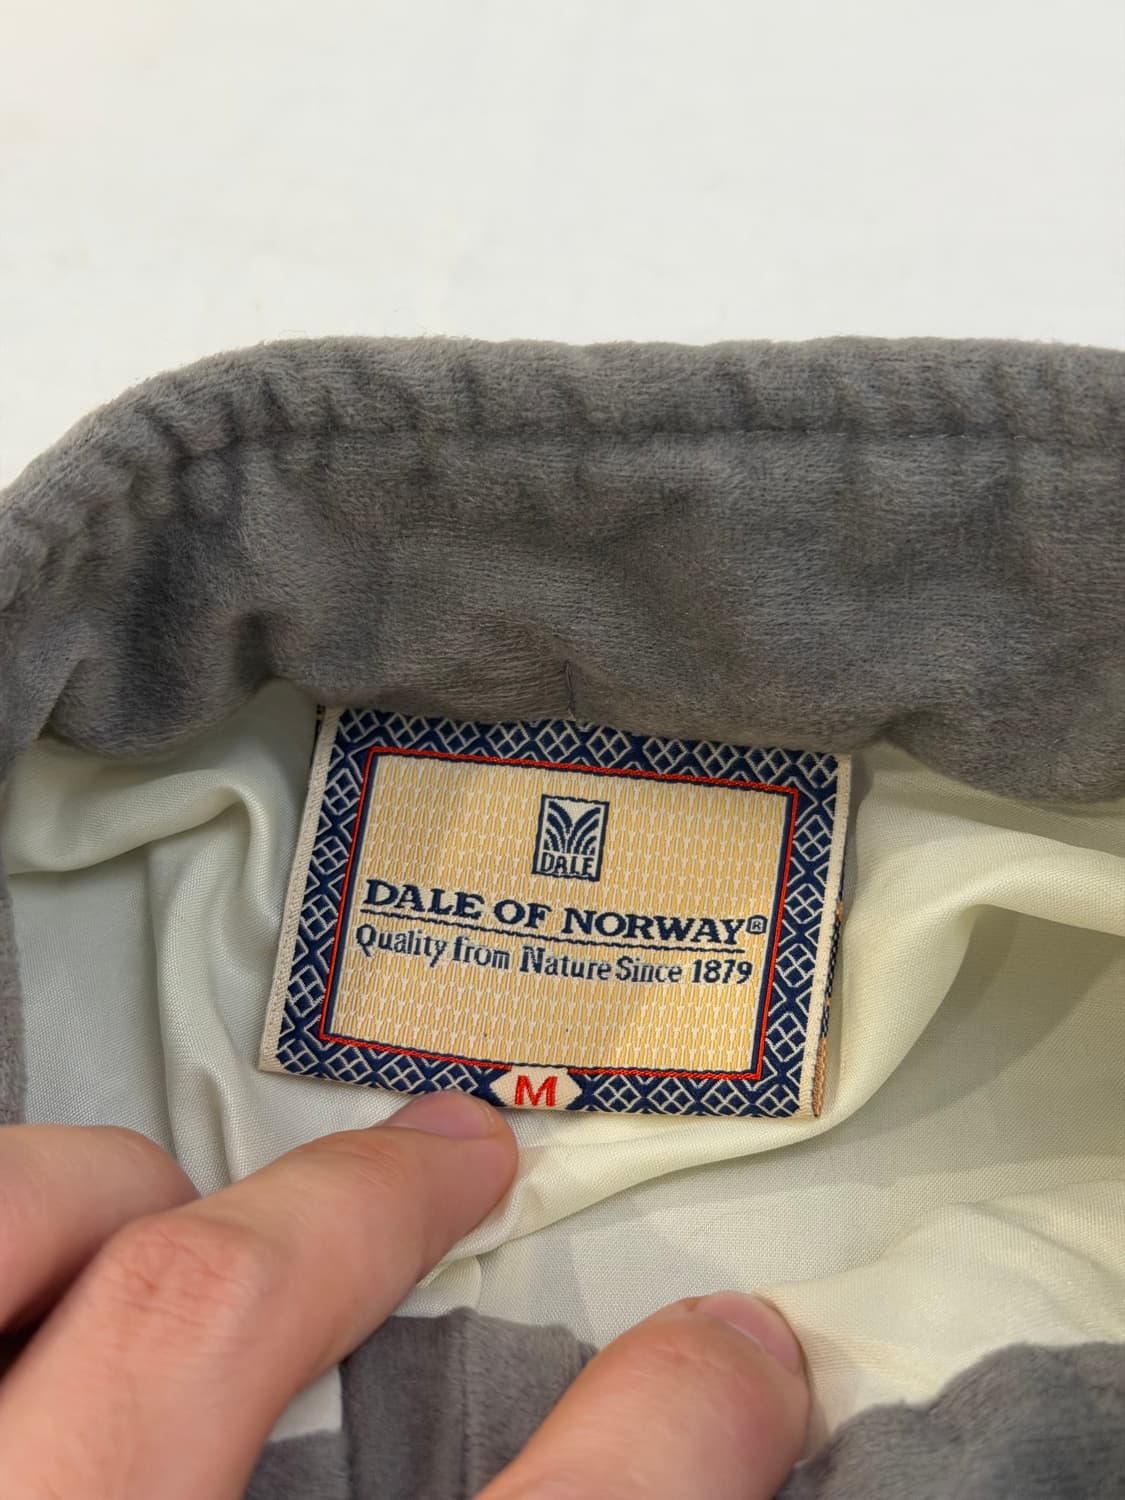 DALE
DALE OF NORWAY®
Quality from Nature Since 1879
M